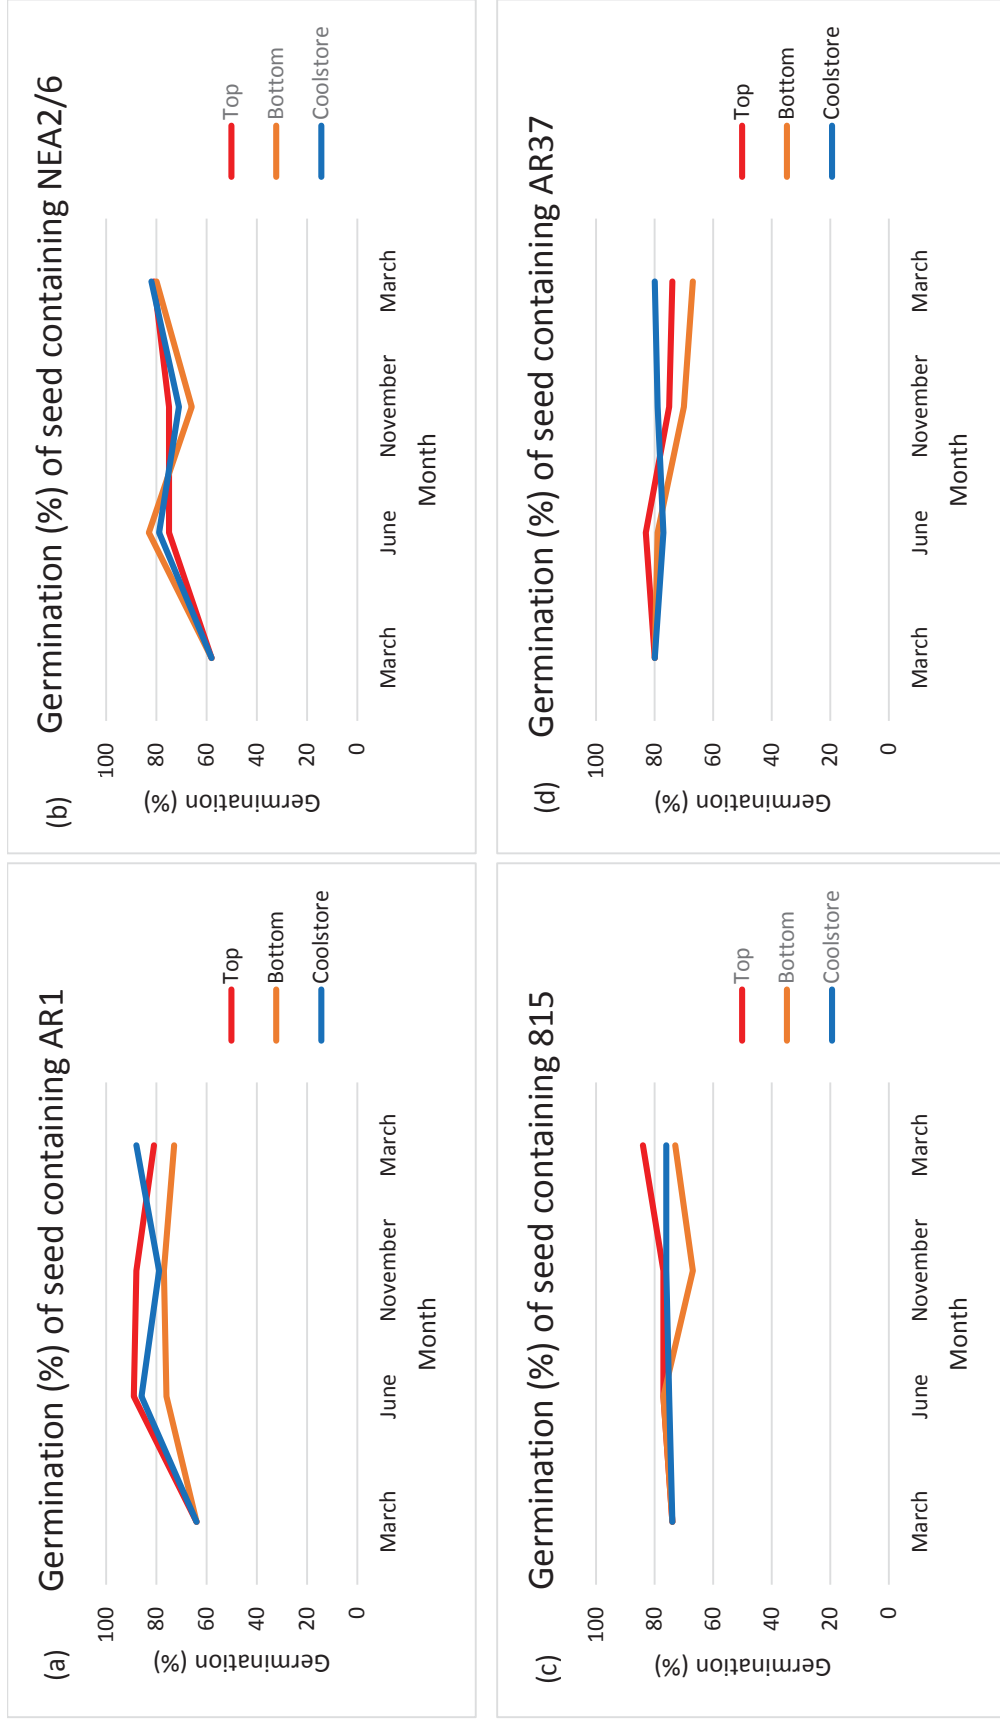 (a)
Germination (%) of seed containing AR1
100
80
60
40
20
0
Germination (%)
March
June
November
March
Month
Top
Bottom
Coolstore
(b)
Germination (%) of seed containing NEA2/6
100
80
60
40
20
0
Germination (%)
March
June
November
March
Month
Top
Bottom
Coolstore
(c)
Germination (%) of seed containing 815
100
80
60
40
20
0
Germination (%)
March
June
November
March
Month
Top
Bottom
Coolstore
(d)
Germination (%) of seed containing AR37
100
80
60
40
20
0
Germination (%)
March
June
November
March
Month
Top
Bottom
Coolstore